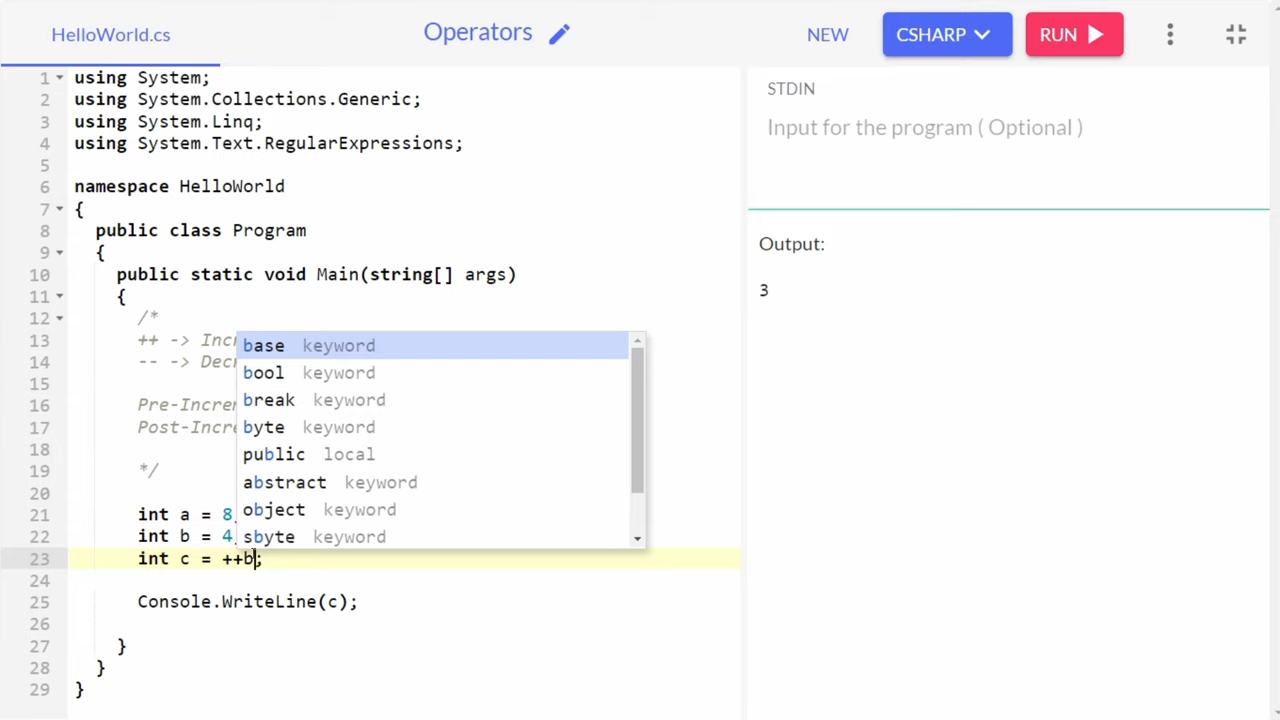 HelloWorld.cs
Operators
NEW
CSHARP
RUN
1 using System;
2 using System.Collections.Generic;
3 using System.Linq;
4 using System.Text.RegularExpressions;
5
6 namespace HelloWorld
7 {
8 public class Program
9 {
10 public static void Main(string[] args)
11 {
12 /*
13 ++ -> Incr
14 -- -> Decr
15
16 Pre-Increm
17 Post-Incre
18
19 */
20
21 int a = 8
22 int b = 4
23 int c = ++b;
24
25 Console.WriteLine(c);
26
27 }
28 }
29 }
base keyword
bool keyword
break keyword
byte keyword
public local
abstract keyword
object keyword
sbyte keyword
STDIN
Input for the program ( Optional )
Output:
3